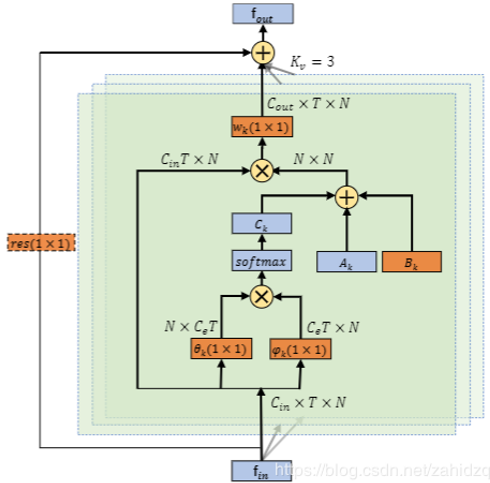 f_out
K_v = 3
C_out × T × N
w_k(1×1)
C_in T × N
N × N
res(1×1)
C_k
softmax
A_k
B_k
N × C_e T
C_e T × N
θ_k(1×1)
φ_k(1×1)
C_in × T × N
f_in
https://blog.csdn.net/zahidzq